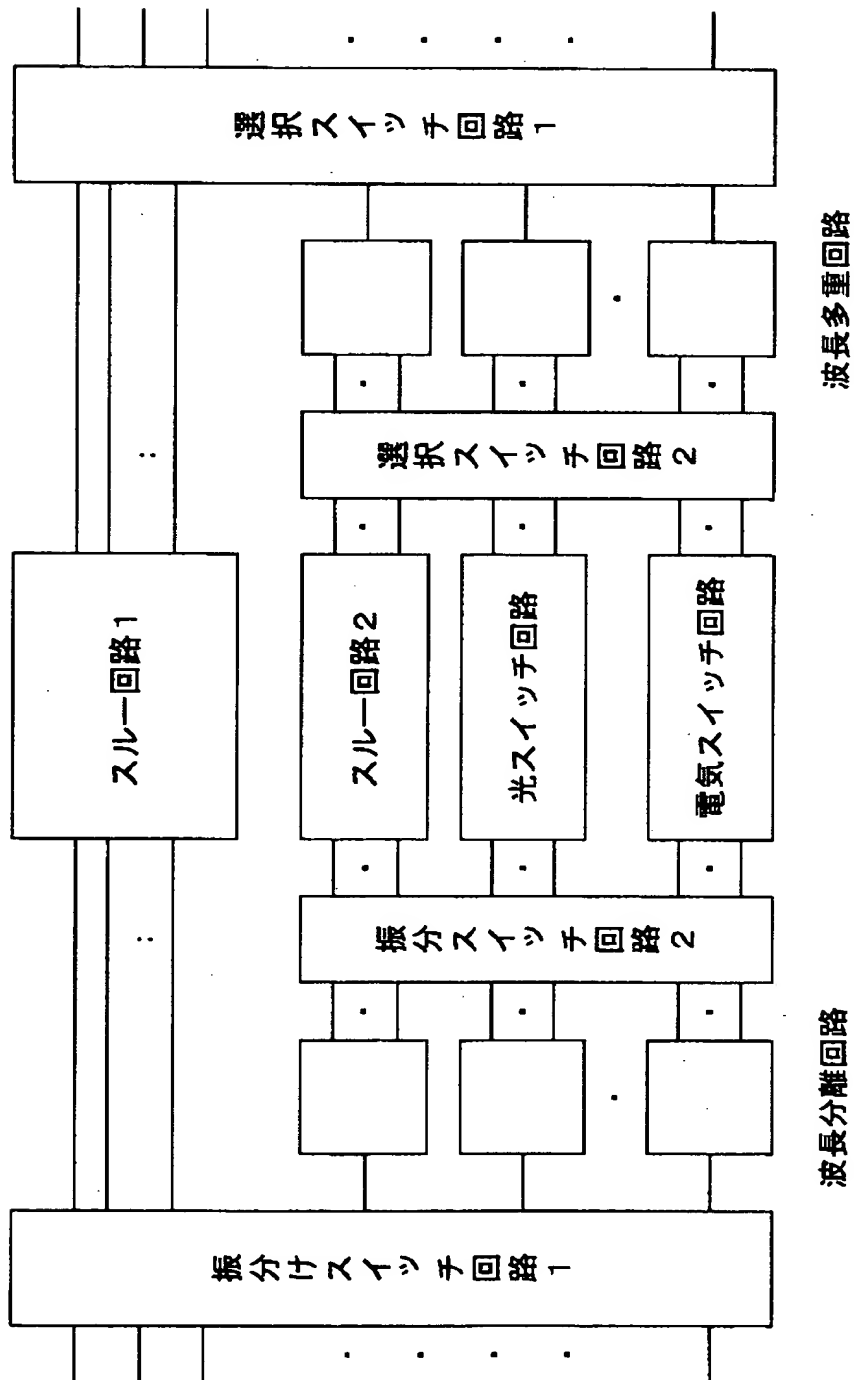 振分けスイッチ回路1
スルー回路1
選択スイッチ回路1
振分スイッチ回路2
スルー回路2
光スイッチ回路
電気スイッチ回路
選択スイッチ回路2
波長分離回路
波長多重回路